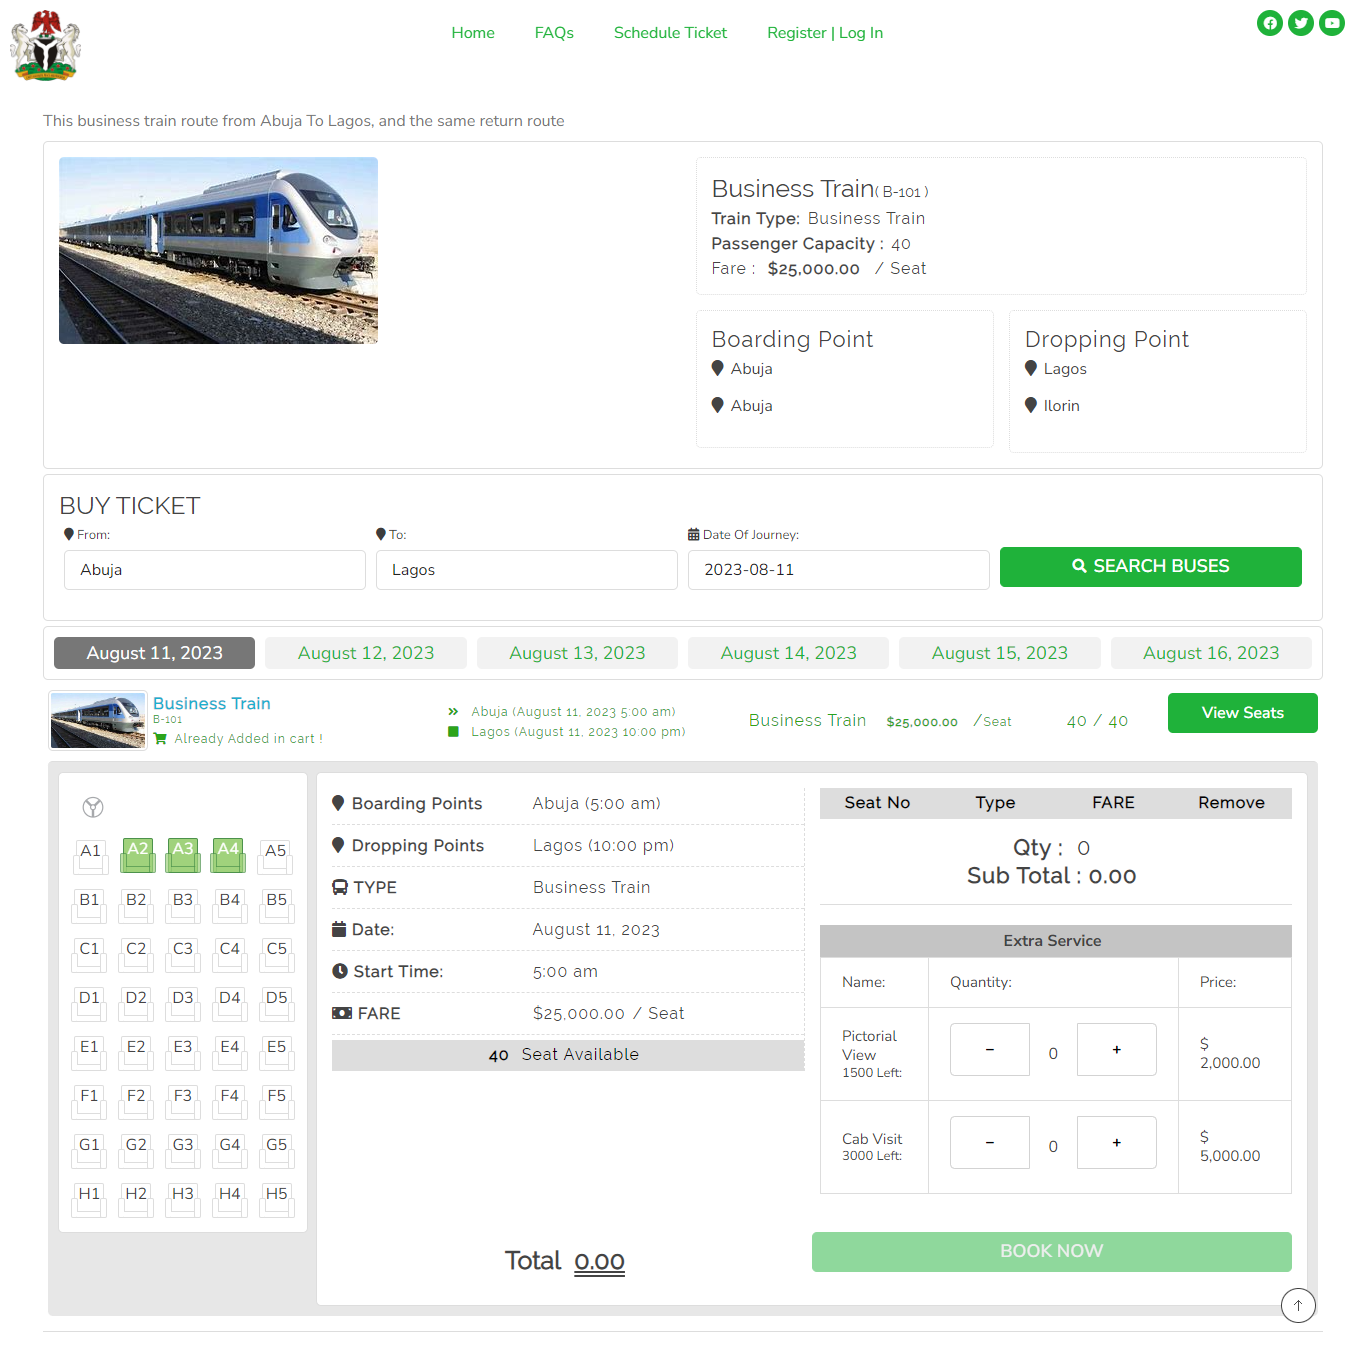 Home FAQs Schedule Ticket Register | Log In
This business train route from Abuja To Lagos, and the same return route
Business Train( B-101 )
Train Type: Business Train
Passenger Capacity : 40
Fare : $25,000.00 / Seat
Boarding Point
Abuja
Abuja
Dropping Point
Lagos
Ilorin
BUY TICKET
From: To: Date Of Journey:
Abuja Lagos 2023-08-11 SEARCH BUSES
August 11, 2023 August 12, 2023 August 13, 2023 August 14, 2023 August 15, 2023 August 16, 2023
Business Train
B-101
Already Added in cart !
Abuja (August 11, 2023 5:00 am)
Lagos (August 11, 2023 10:00 pm)
Business Train $25,000.00 /Seat 40 / 40 View Seats
A1 A2 A3 A4 A5
B1 B2 B3 B4 B5
C1 C2 C3 C4 C5
D1 D2 D3 D4 D5
E1 E2 E3 E4 E5
F1 F2 F3 F4 F5
G1 G2 G3 G4 G5
H1 H2 H3 H4 H5
Boarding Points Abuja (5:00 am)
Dropping Points Lagos (10:00 pm)
TYPE Business Train
Date: August 11, 2023
Start Time: 5:00 am
FARE $25,000.00 / Seat
40 Seat Available
Seat No Type FARE Remove
Qty : 0
Sub Total : 0.00
Extra Service
Name: Quantity: Price:
Pictorial View
1500 Left:
− 0 +
$ 2,000.00
Cab Visit
3000 Left:
− 0 +
$ 5,000.00
Total 0.00
BOOK NOW